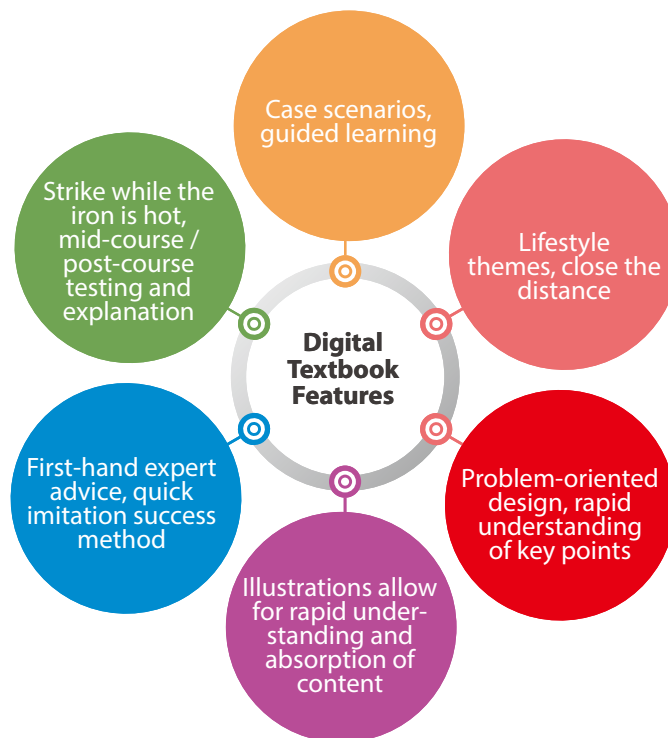 Case scenarios,
guided learning
Lifestyle
themes, close the
distance
Problem-oriented
design, rapid
understanding
of key points
Illustrations allow
for rapid under-
standing and
absorption of
content
First-hand expert
advice, quick
imitation success
method
Strike while the
iron is hot,
mid-course /
post-course
testing and
explanation
Digital
Textbook
Features